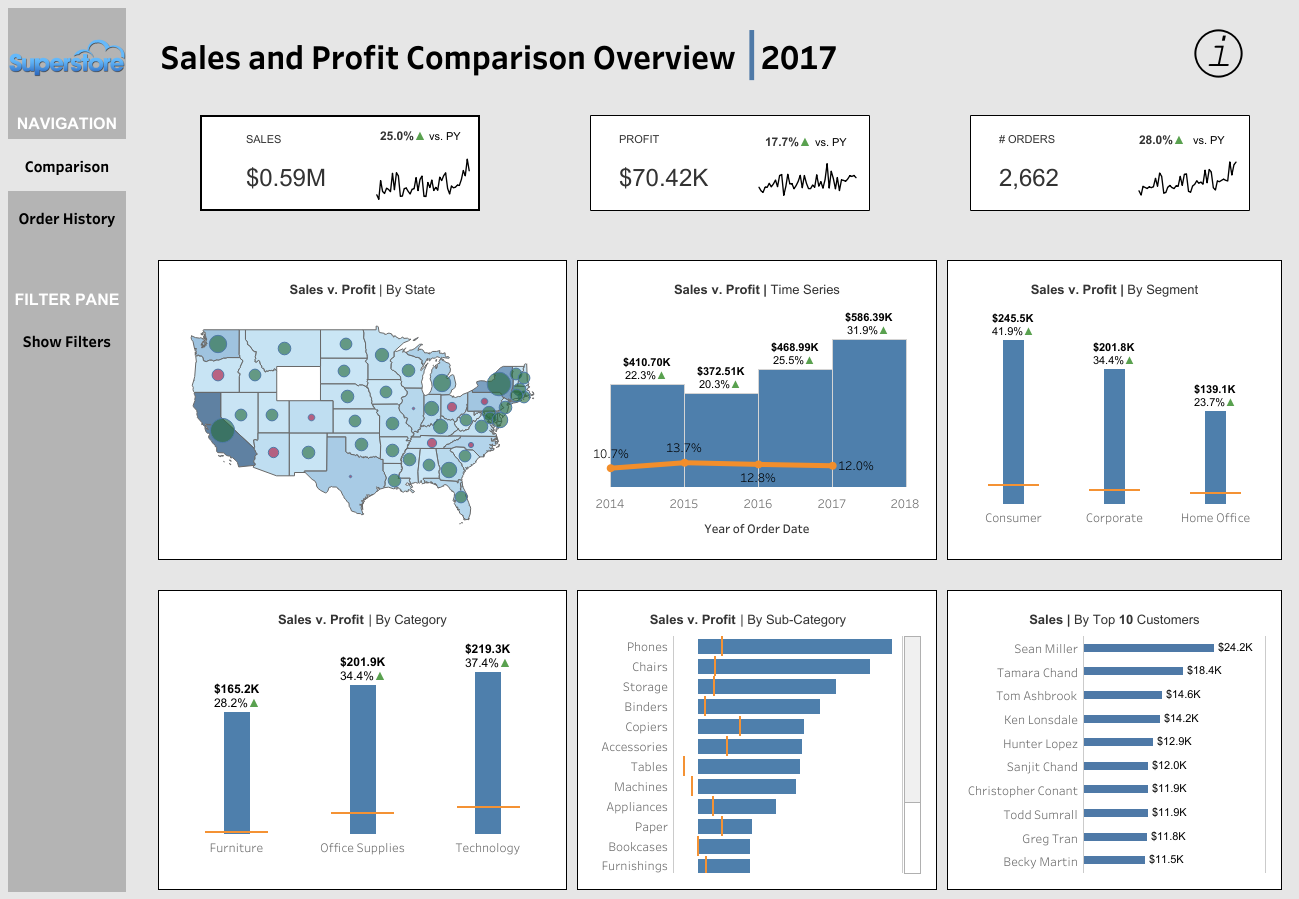 Superstore
Sales and Profit Comparison Overview 2017
i
NAVIGATION
Comparison
Order History
FILTER PANE
Show Filters
SALES
25.0%▲ vs. PY
$0.59M
PROFIT
17.7%▲ vs. PY
$70.42K
# ORDERS
28.0%▲ vs. PY
2,662
Sales v. Profit | By State
Sales v. Profit | Time Series
$410.70K
22.3%▲
$372.51K
20.3%▲
$468.99K
25.5%▲
$586.39K
31.9%▲
10.7%
13.7%
12.8%
12.0%
2014 2015 2016 2017 2018
Year of Order Date
Sales v. Profit | By Segment
$245.5K
41.9%▲
$201.8K
34.4%▲
$139.1K
23.7%▲
Consumer Corporate Home Office
Sales v. Profit | By Category
$165.2K
28.2%▲
$201.9K
34.4%▲
$219.3K
37.4%▲
Furniture Office Supplies Technology
Sales v. Profit | By Sub-Category
Phones
Chairs
Storage
Binders
Copiers
Accessories
Tables
Machines
Appliances
Paper
Bookcases
Furnishings
Sales | By Top 10 Customers
Sean Miller $24.2K
Tamara Chand $18.4K
Tom Ashbrook $14.6K
Ken Lonsdale $14.2K
Hunter Lopez $12.9K
Sanjit Chand $12.0K
Christopher Conant $11.9K
Todd Sumrall $11.9K
Greg Tran $11.8K
Becky Martin $11.5K